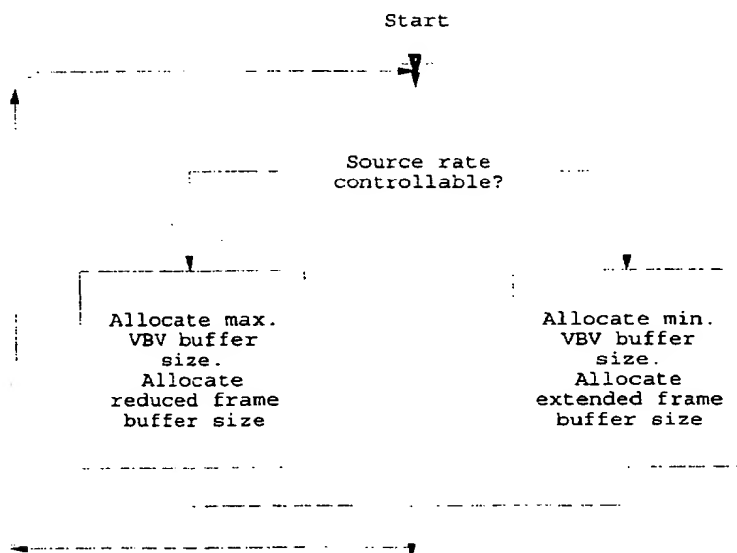 Start
Source rate
controllable?
Allocate max.
VBV buffer
size.
Allocate
reduced frame
buffer size
Allocate min.
VBV buffer
size.
Allocate
extended frame
buffer size